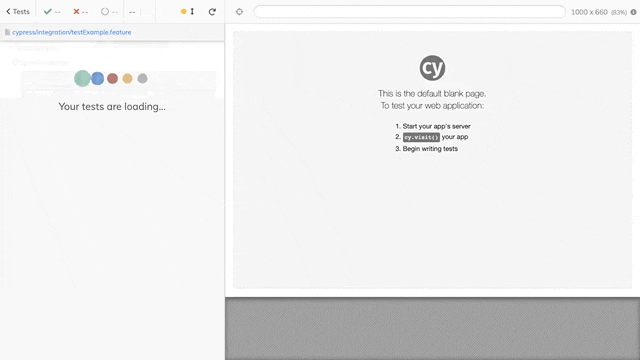 Tests
--
--
--
--
1000 x 660 (83%)
cypress/integration/testExample.feature
Your tests are loading...
cy
This is the default blank page.
To test your web application:
1. Start your app's server
2. cy.visit() your app
3. Begin writing tests